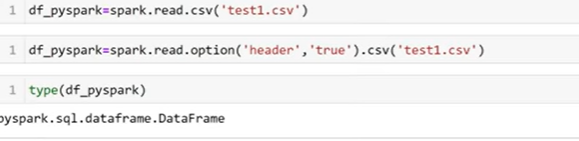 1 df_pyspark=spark.read.csv('test1.csv')
1 df_pyspark=spark.read.option('header','true').csv('test1.csv')
1 type(df_pyspark)
pyspark.sql.dataframe.DataFrame